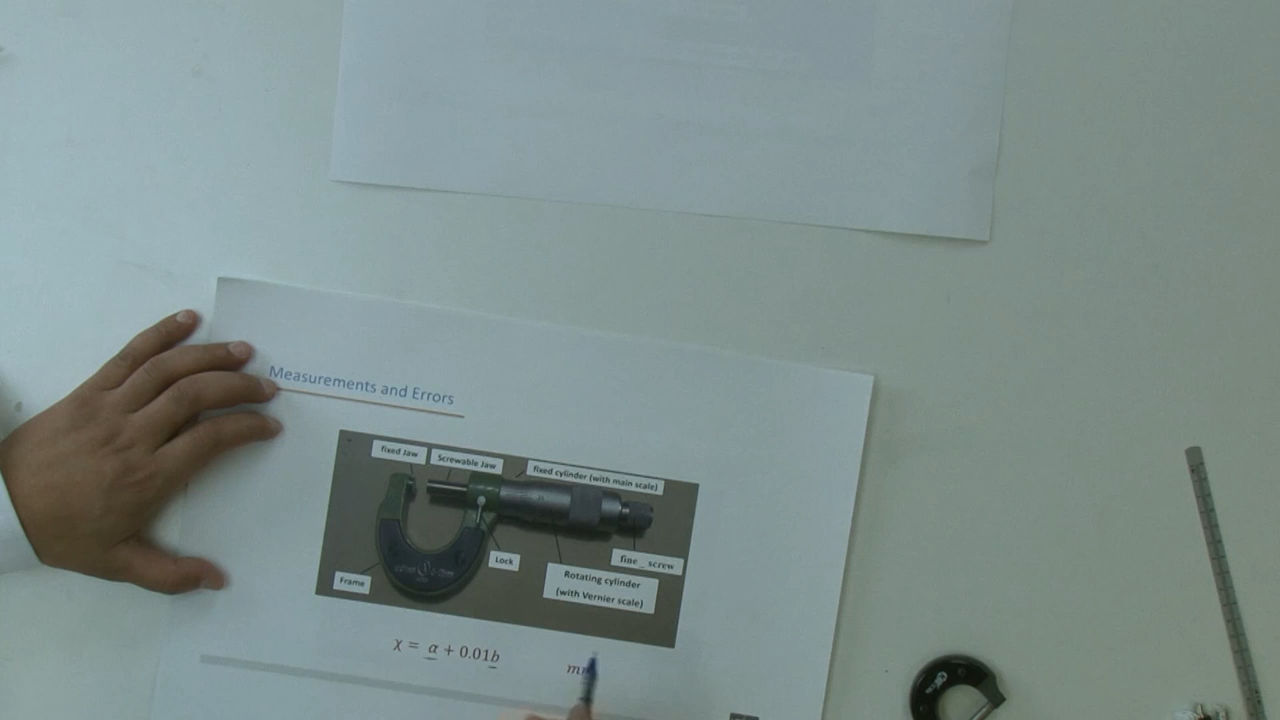 Measurements and Errors
fixed Jaw
Screwable Jaw
fixed cylinder (with main scale)
Lock
fine_ screw
Frame
Rotating cylinder
(with Vernier scale)
χ = α + 0.01b